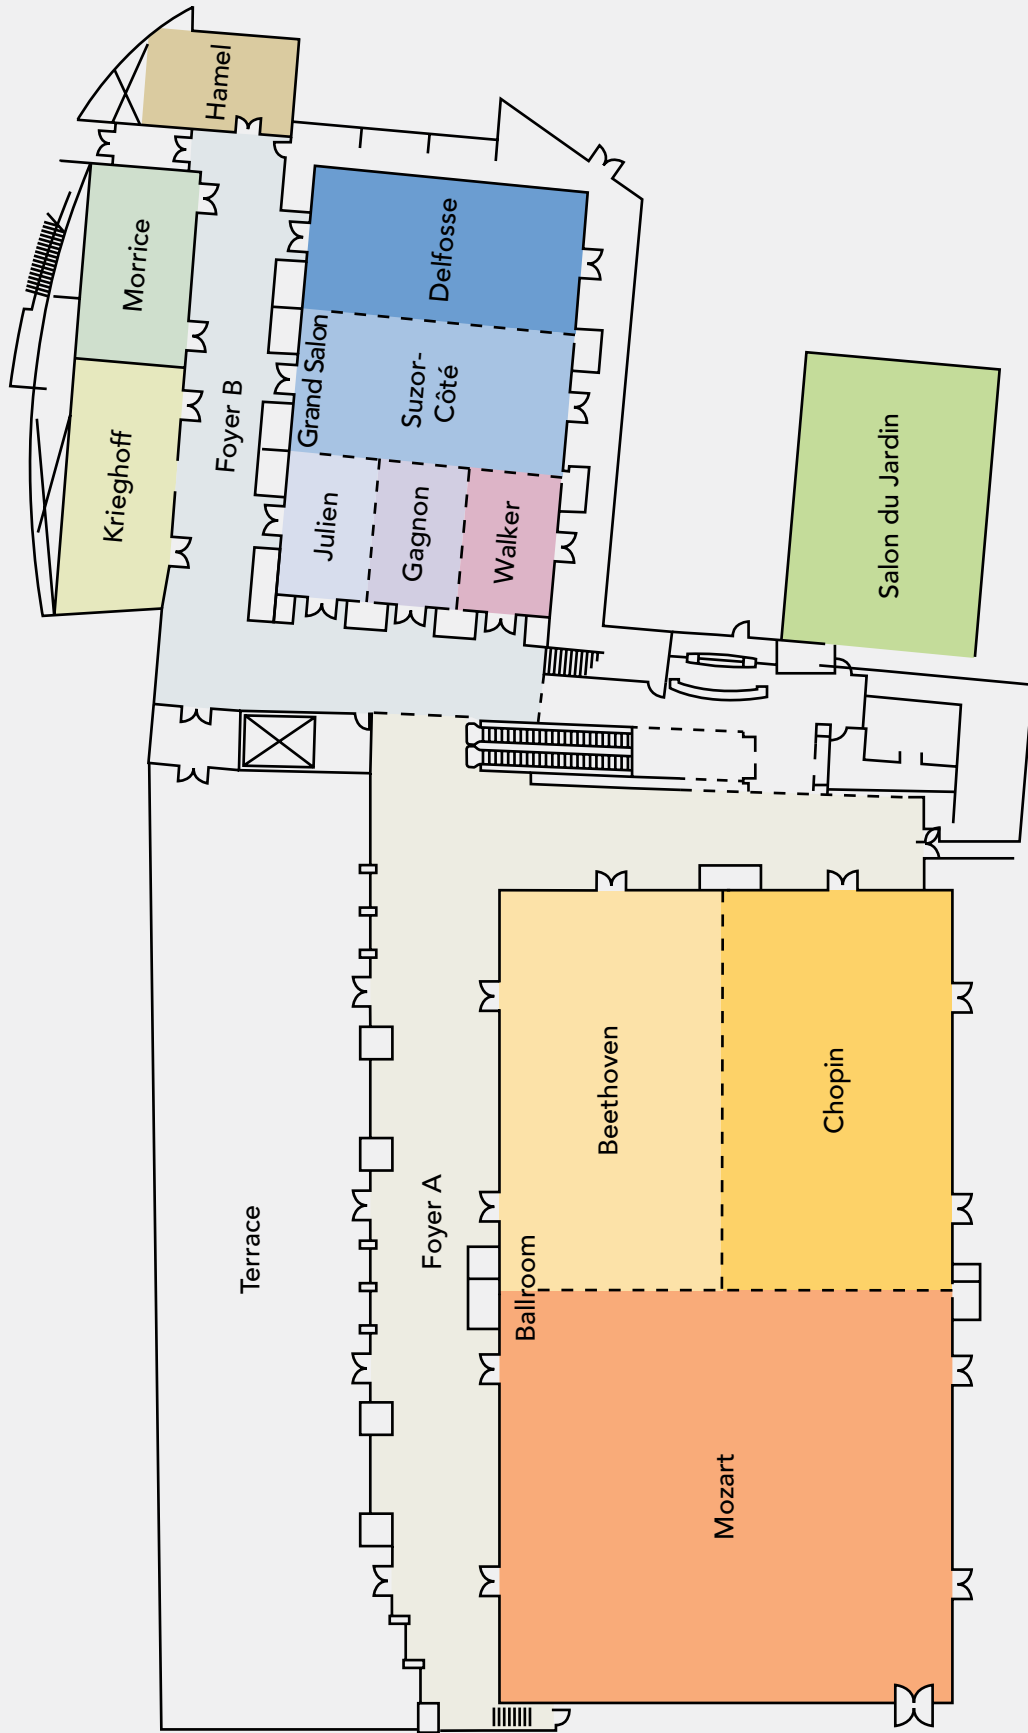 Hamel
Morrice
Krieghoff
Foyer B
Grand Salon
Delfosse
Suzor-
Côté
Julien
Gagnon
Walker
Salon du Jardin
Terrace
Foyer A
Ballroom
Beethoven
Chopin
Mozart